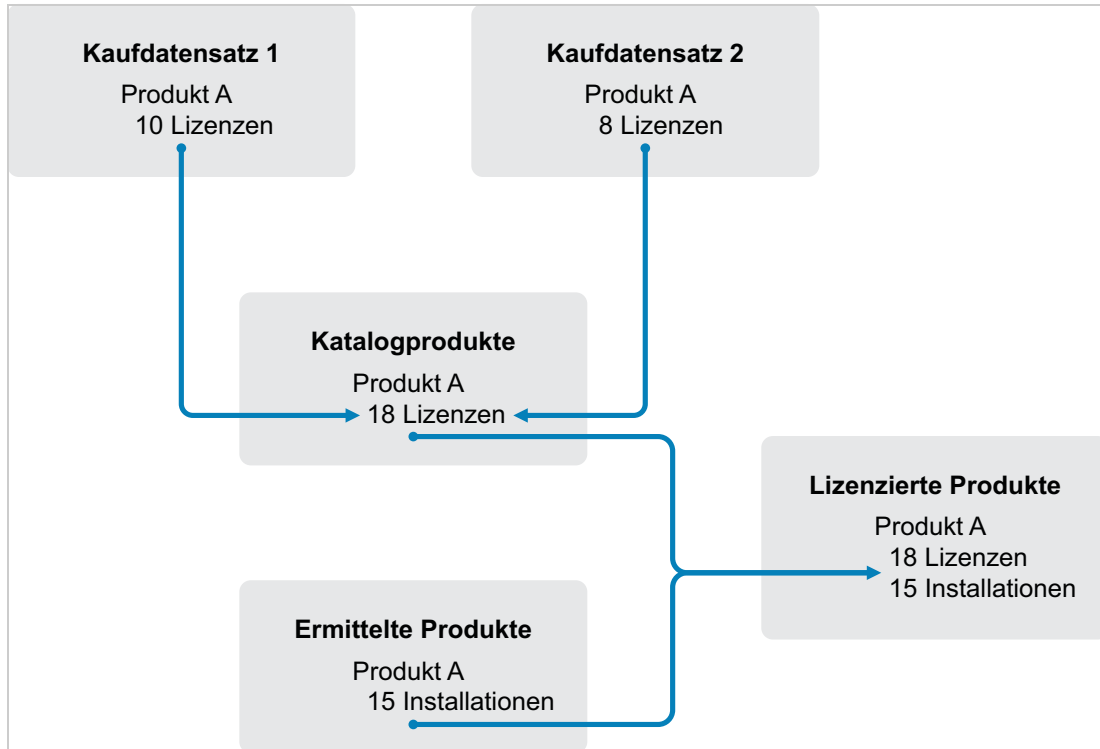 Kaufdatensatz 1
Produkt A
10 Lizenzen
Kaufdatensatz 2
Produkt A
8 Lizenzen
Katalogprodukte
Produkt A
18 Lizenzen
Lizenzierte Produkte
Produkt A
18 Lizenzen
15 Installationen
Ermittelte Produkte
Produkt A
15 Installationen